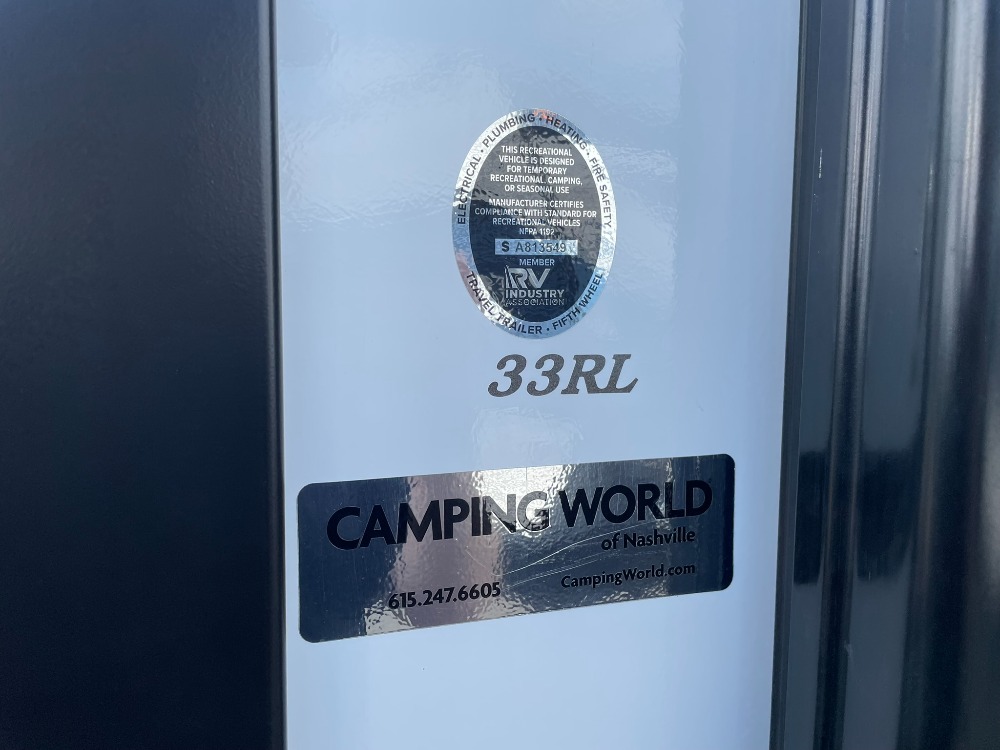 ELECTRICAL · PLUMBING · HEATING · FIRE SAFETY
THIS RECREATIONAL
VEHICLE IS DESIGNED
FOR TEMPORARY
RECREATIONAL, CAMPING,
OR SEASONAL USE
MANUFACTURER CERTIFIES
COMPLIANCE WITH STANDARD FOR
RECREATIONAL VEHICLES
NFPA 1192
S A813549
MEMBER
RV
INDUSTRY
ASSOCIATION
TRAVEL TRAILER · FIFTH WHEEL
33RL
CAMPING WORLD
of Nashville
615.247.6605
CampingWorld.com